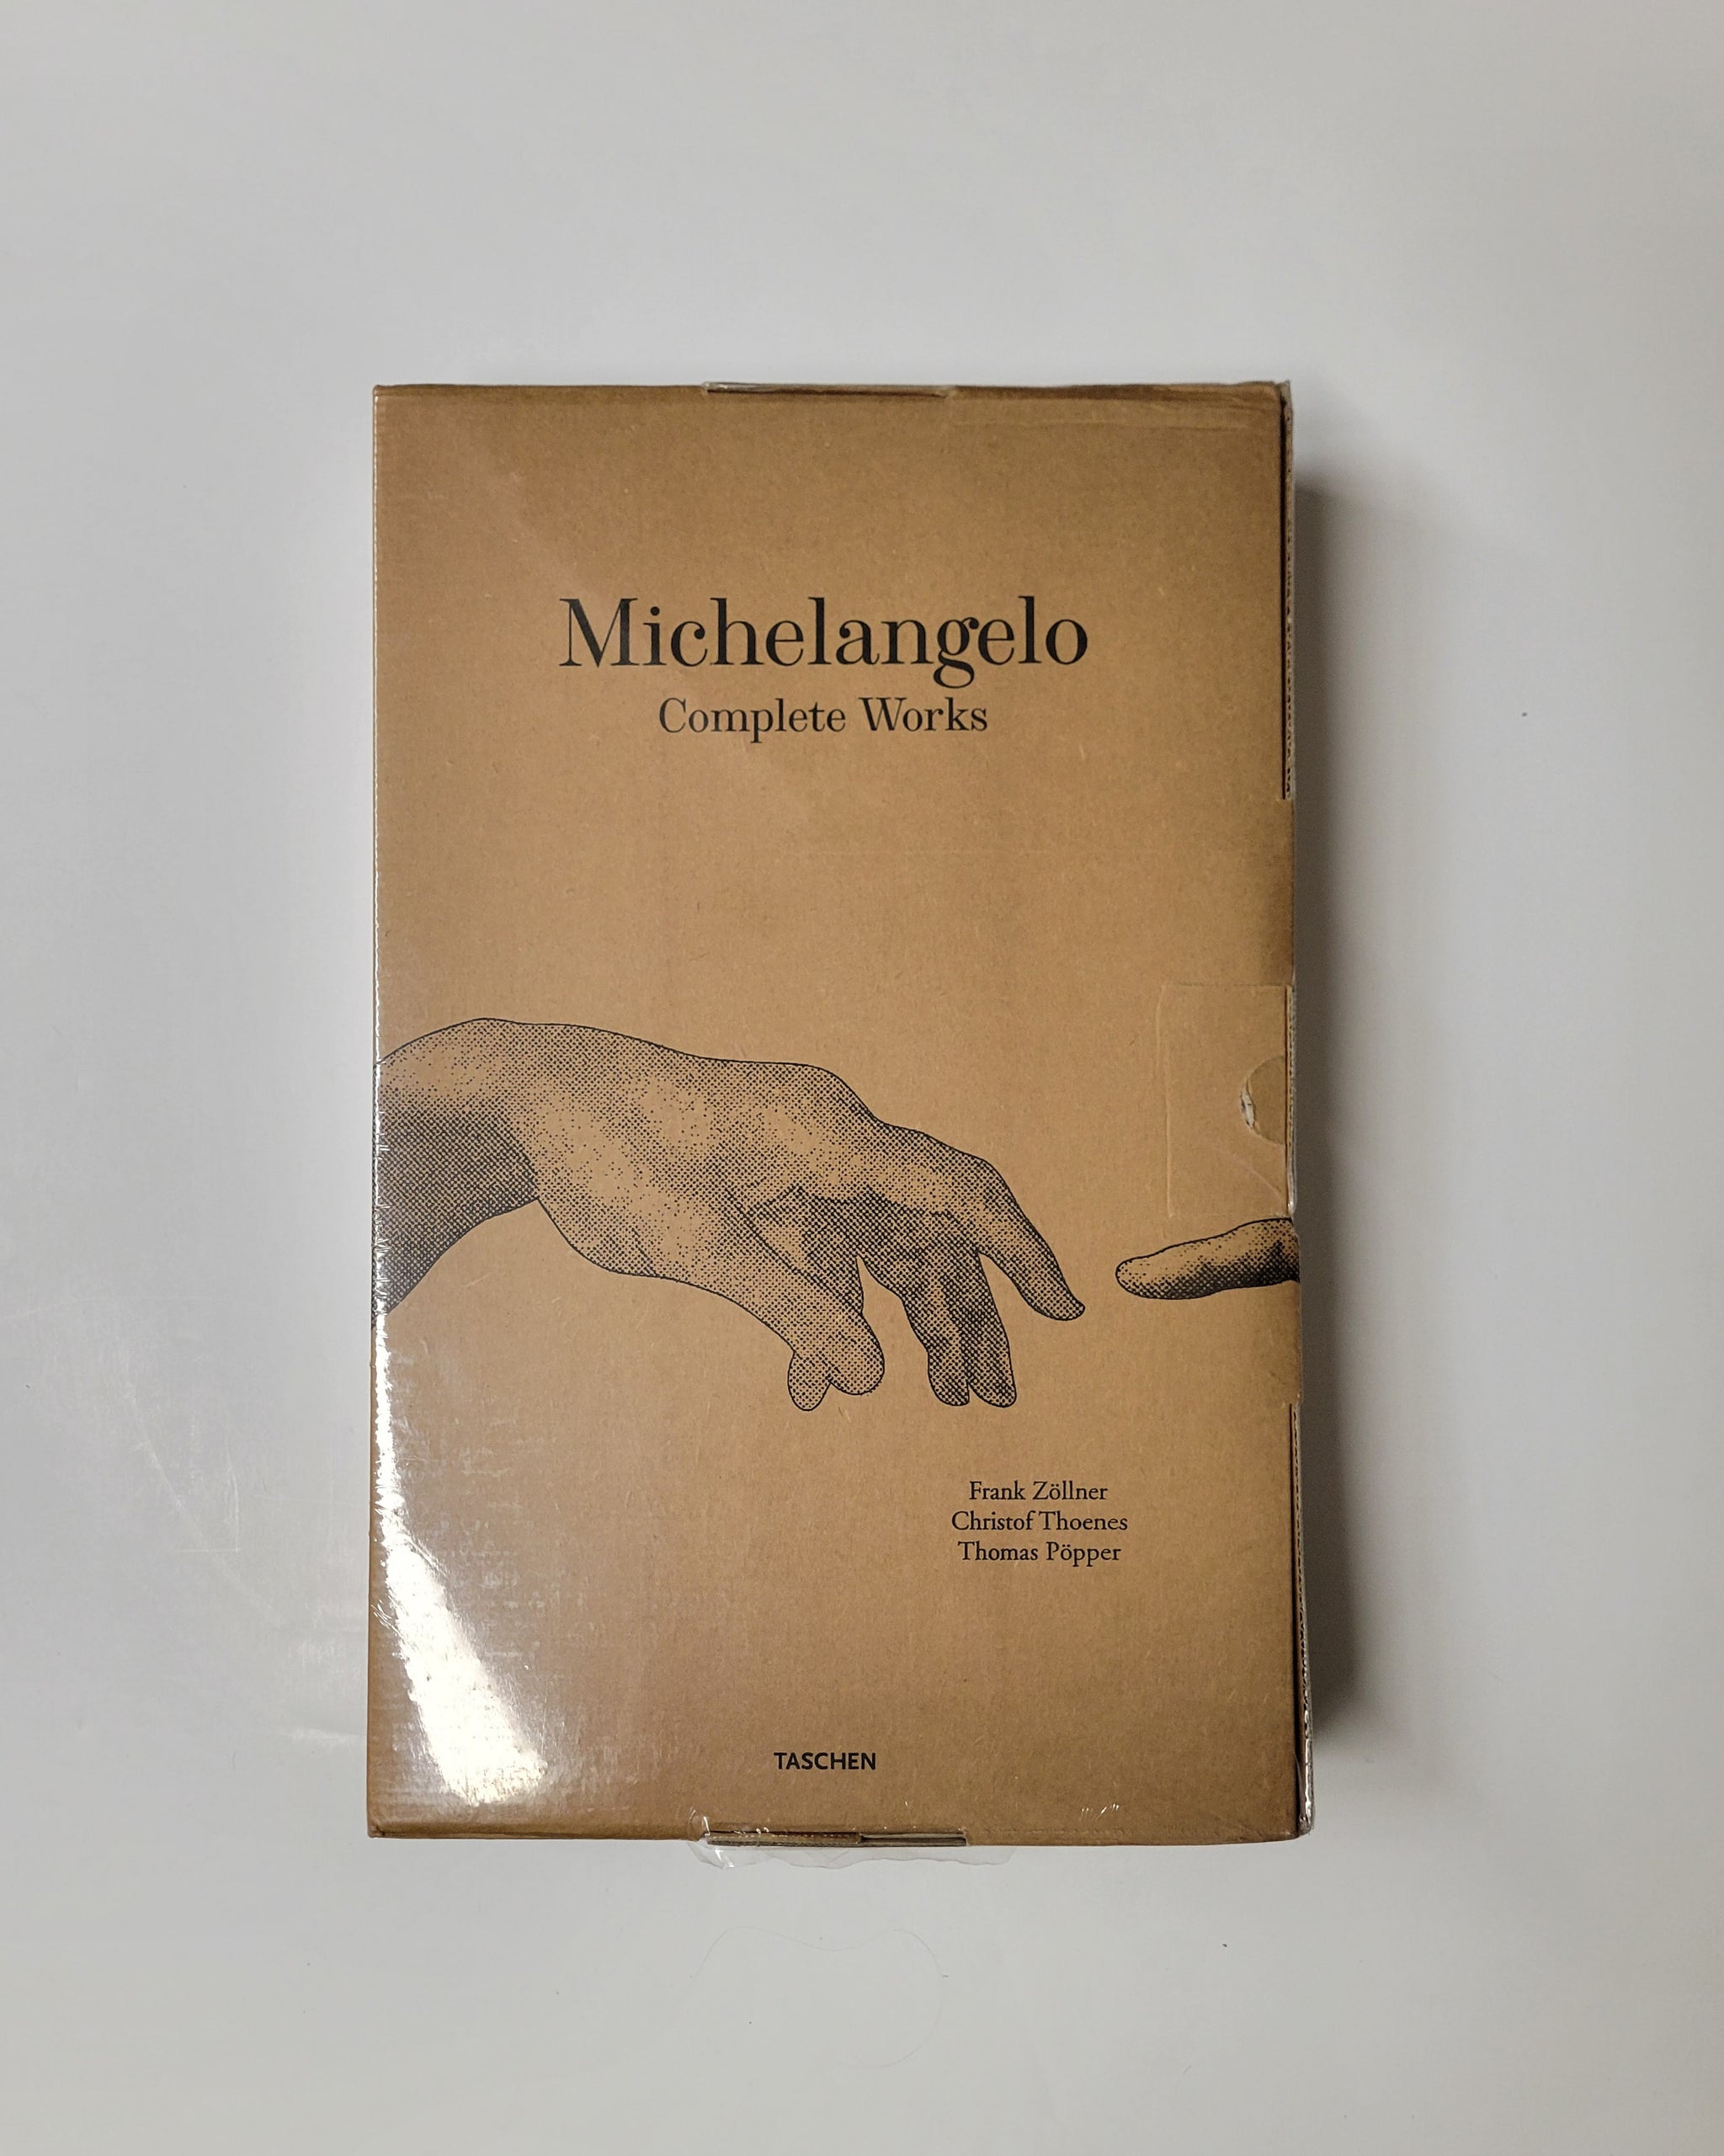 Michelangelo
Complete Works
Frank Zöllner
Christof Thoenes
Thomas Pöpper
TASCHEN